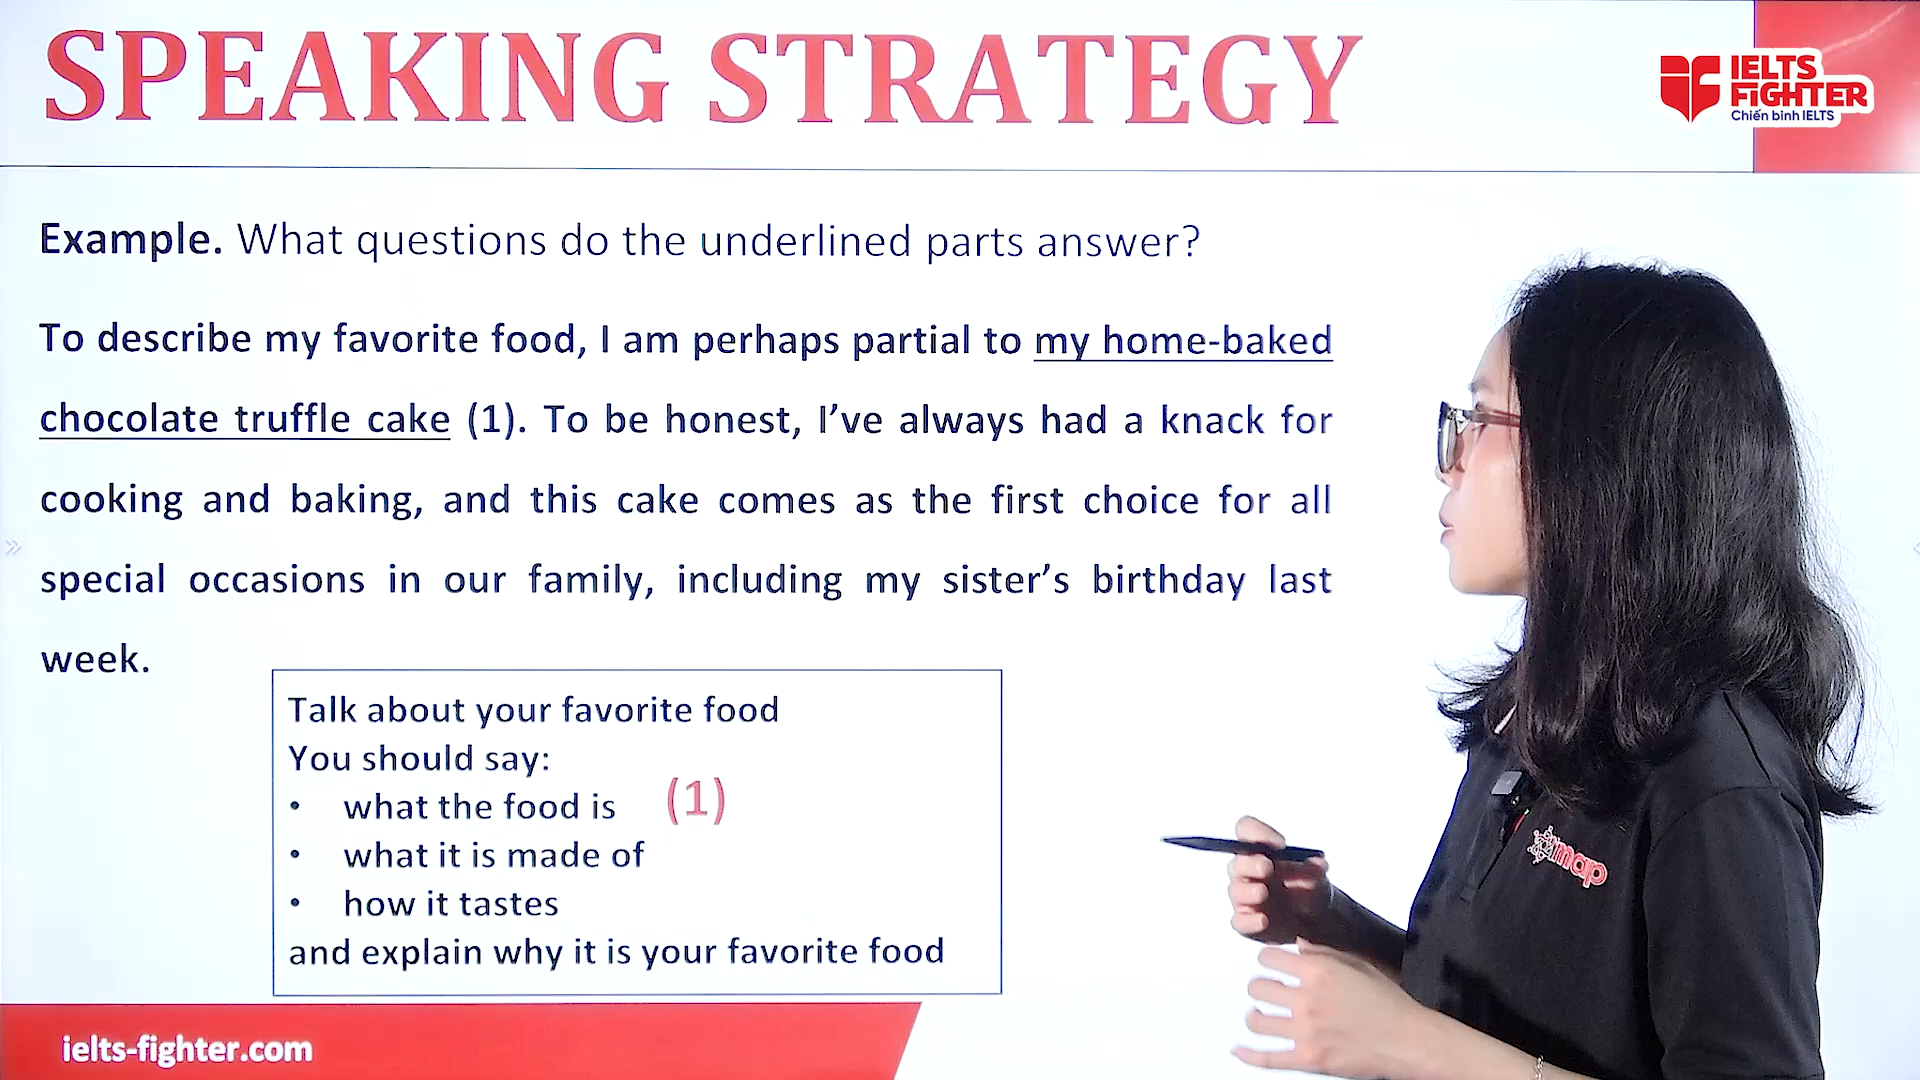 SPEAKING STRATEGY
IELTS
FIGHTER
Chiến binh IELTS
Example. What questions do the underlined parts answer?
To describe my favorite food, I am perhaps partial to my home-baked
chocolate truffle cake (1). To be honest, I’ve always had a knack for
cooking and baking, and this cake comes as the first choice for all
special occasions in our family, including my sister’s birthday last
week.
Talk about your favorite food
You should say:
• what the food is (1)
• what it is made of
• how it tastes
and explain why it is your favorite food
imap
ielts-fighter.com